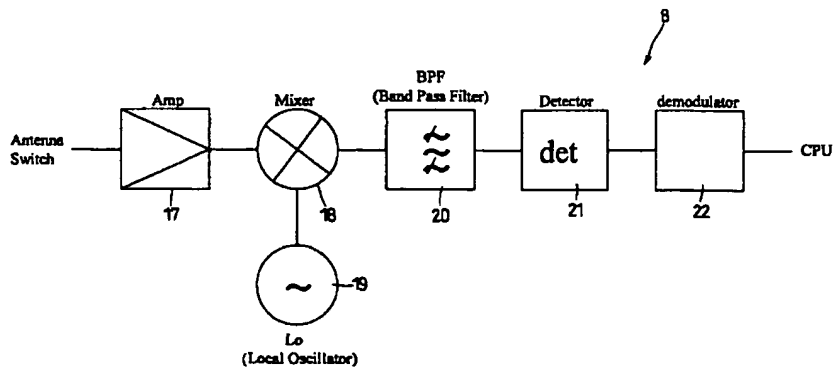 8
BPF
(Band Pass Filter)
Amp
Mixer
Detector
demodulator
Antenna
Switch
det
CPU
17
18
20
21
22
19
Lo
(Local Oscillator)